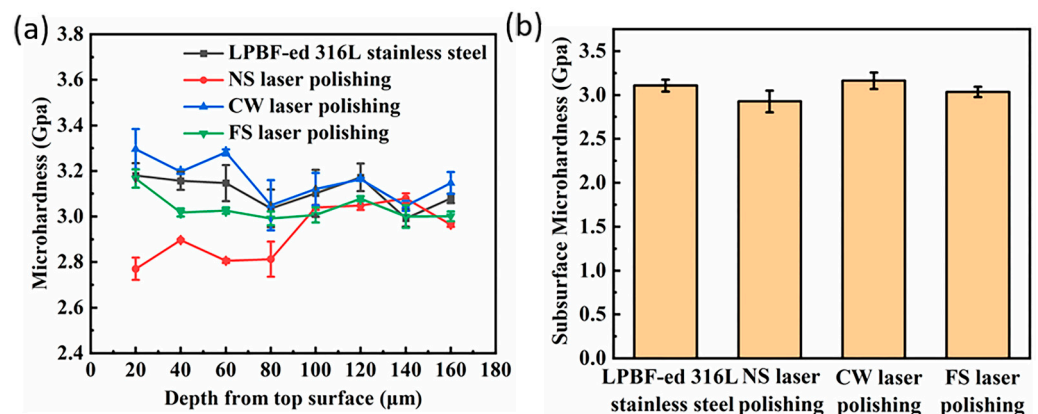 (a)
Microhardness (Gpa)
3.8
3.6
3.4
3.2
3.0
2.8
2.6
2.4
LPBF-ed 316L stainless steel
NS laser polishing
CW laser polishing
FS laser polishing
0 20 40 60 80 100 120 140 160 180
Depth from top surface (μm)
(b)
Subsurface Microhardness (Gpa)
3.5
3.0
2.5
2.0
1.5
1.0
0.5
0.0
LPBF-ed 316L NS laser CW laser FS laser
stainless steel polishing polishing polishing